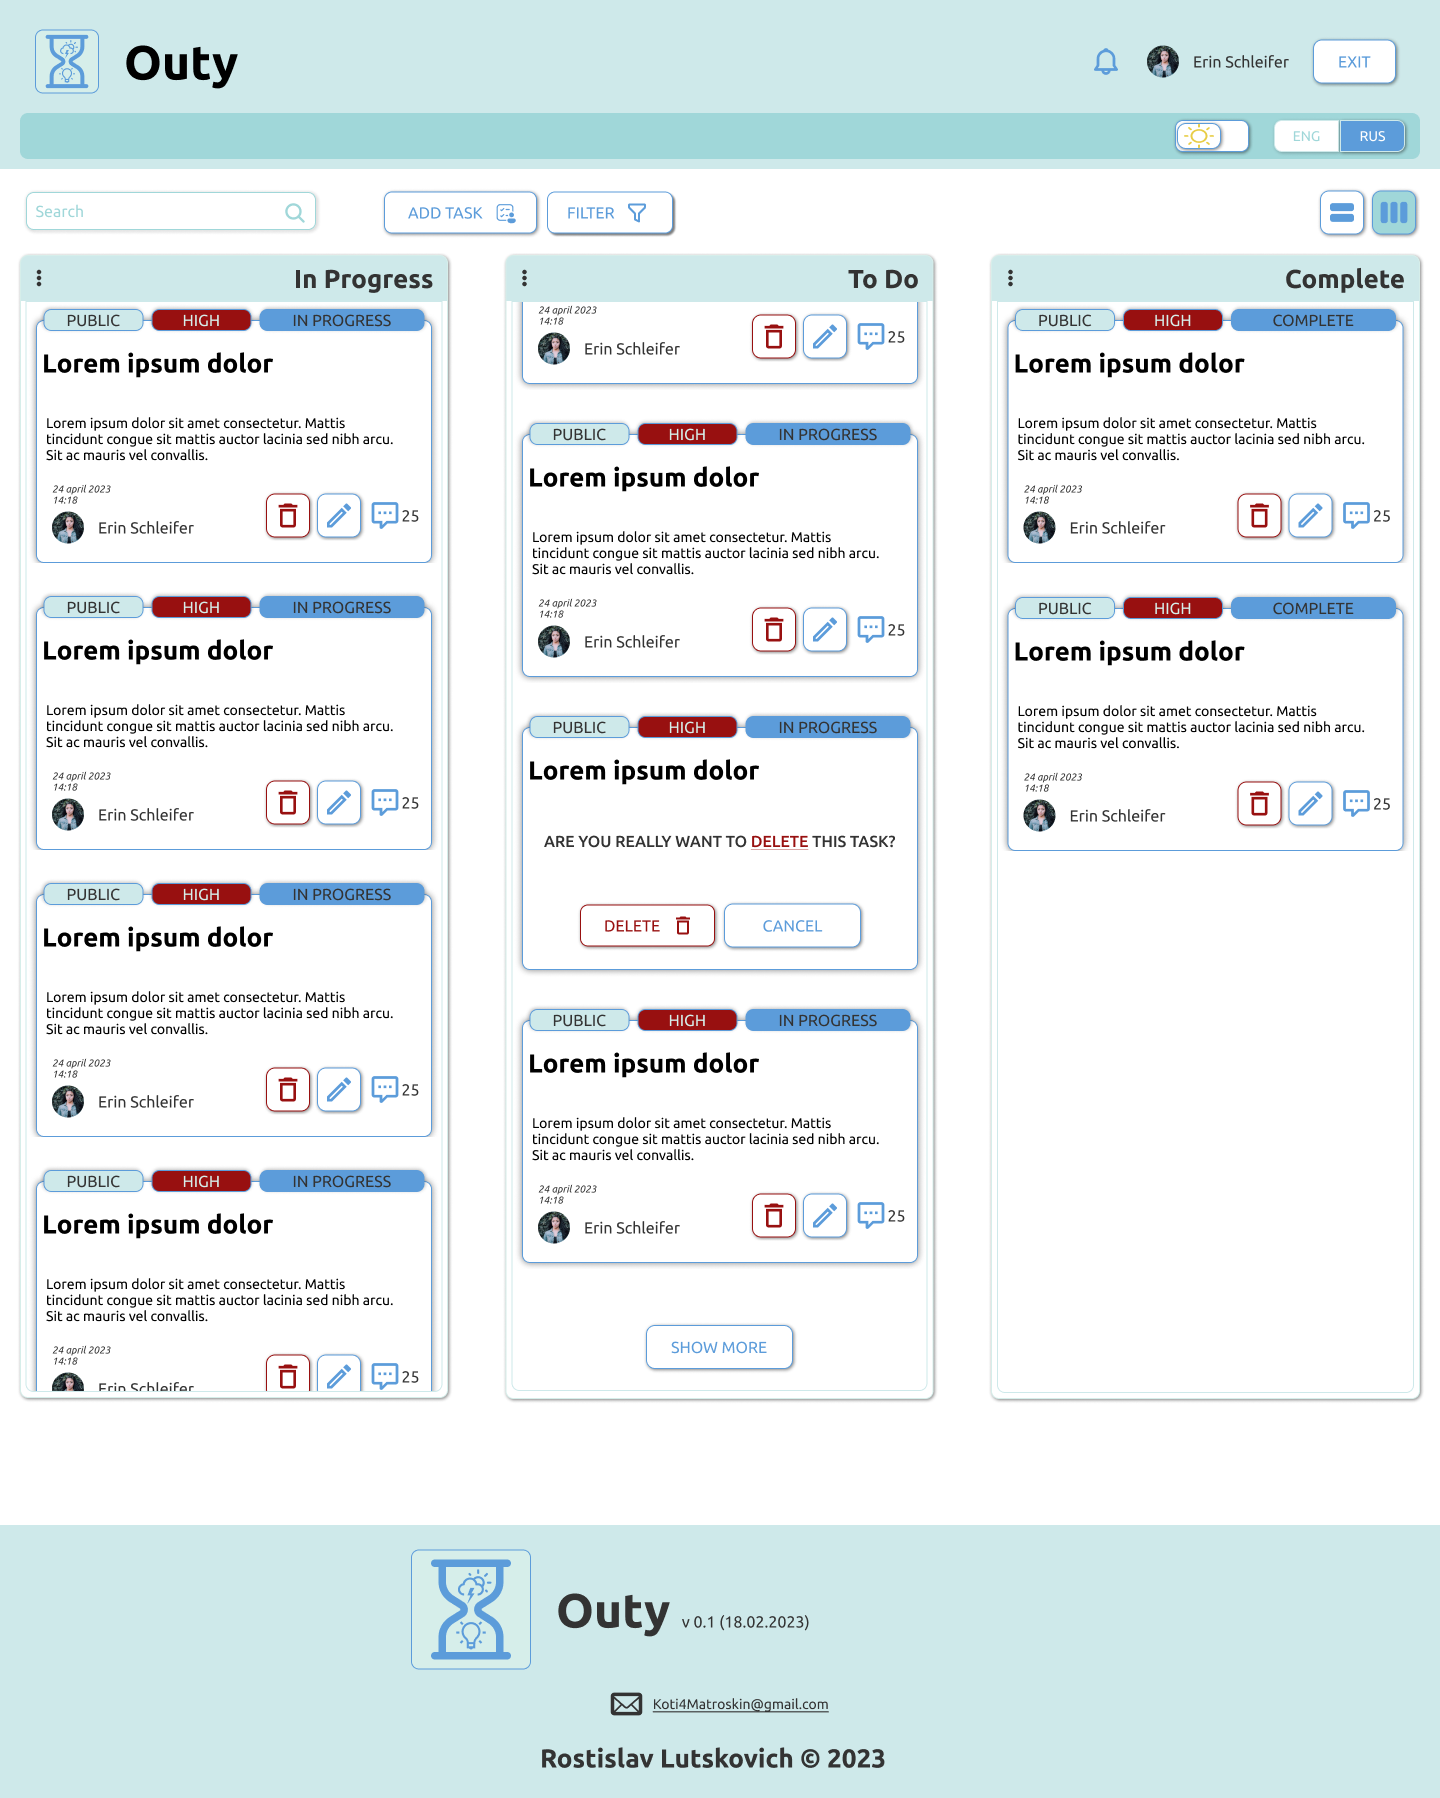 Outy
Erin Schleifer
EXIT
ENG
RUS
Search
ADD TASK
FILTER
In Progress
PUBLIC
HIGH
IN PROGRESS
Lorem ipsum dolor
Lorem ipsum dolor sit amet consectetur. Mattis
tincidunt congue sit mattis auctor lacinia sed nibh arcu.
Sit ac mauris vel convallis.
24 april 2023
14:18
Erin Schleifer
25
PUBLIC
HIGH
IN PROGRESS
Lorem ipsum dolor
Lorem ipsum dolor sit amet consectetur. Mattis
tincidunt congue sit mattis auctor lacinia sed nibh arcu.
Sit ac mauris vel convallis.
24 april 2023
14:18
Erin Schleifer
25
PUBLIC
HIGH
IN PROGRESS
Lorem ipsum dolor
Lorem ipsum dolor sit amet consectetur. Mattis
tincidunt congue sit mattis auctor lacinia sed nibh arcu.
Sit ac mauris vel convallis.
24 april 2023
14:18
Erin Schleifer
25
PUBLIC
HIGH
IN PROGRESS
Lorem ipsum dolor
Lorem ipsum dolor sit amet consectetur. Mattis
tincidunt congue sit mattis auctor lacinia sed nibh arcu.
Sit ac mauris vel convallis.
24 april 2023
14:18
Erin Schleifer
25
To Do
24 april 2023
14:18
Erin Schleifer
25
PUBLIC
HIGH
IN PROGRESS
Lorem ipsum dolor
Lorem ipsum dolor sit amet consectetur. Mattis
tincidunt congue sit mattis auctor lacinia sed nibh arcu.
Sit ac mauris vel convallis.
24 april 2023
14:18
Erin Schleifer
25
PUBLIC
HIGH
IN PROGRESS
Lorem ipsum dolor
ARE YOU REALLY WANT TO DELETE THIS TASK?
DELETE
CANCEL
PUBLIC
HIGH
IN PROGRESS
Lorem ipsum dolor
Lorem ipsum dolor sit amet consectetur. Mattis
tincidunt congue sit mattis auctor lacinia sed nibh arcu.
Sit ac mauris vel convallis.
24 april 2023
14:18
Erin Schleifer
25
SHOW MORE
Complete
PUBLIC
HIGH
COMPLETE
Lorem ipsum dolor
Lorem ipsum dolor sit amet consectetur. Mattis
tincidunt congue sit mattis auctor lacinia sed nibh arcu.
Sit ac mauris vel convallis.
24 april 2023
14:18
Erin Schleifer
25
PUBLIC
HIGH
COMPLETE
Lorem ipsum dolor
Lorem ipsum dolor sit amet consectetur. Mattis
tincidunt congue sit mattis auctor lacinia sed nibh arcu.
Sit ac mauris vel convallis.
24 april 2023
14:18
Erin Schleifer
25
Outy v 0.1 (18.02.2023)
Koti4Matroskin@gmail.com
Rostislav Lutskovich © 2023